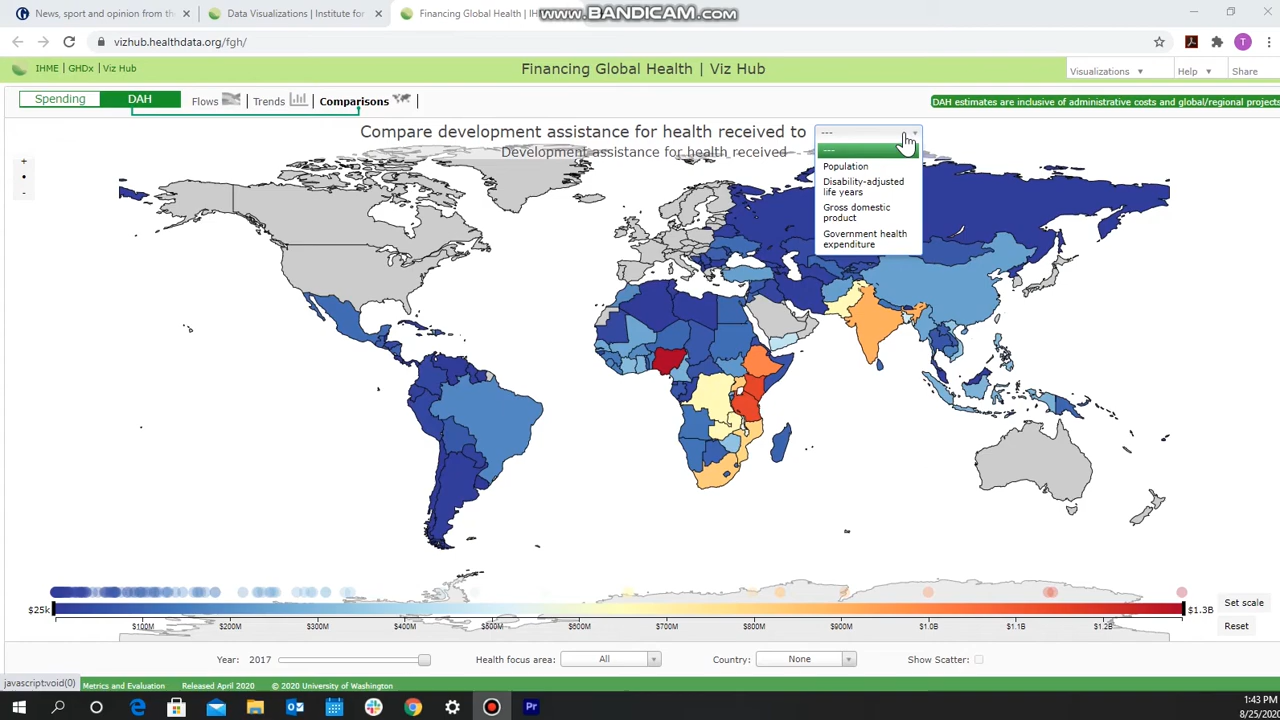 News, sport and opinion from th
Data Visualizations | Institute for
Financing Global Health | IH
WWW.BANDICAM.COM
vizhub.healthdata.org/fgh/
T
IHME | GHDx | Viz Hub
Financing Global Health | Viz Hub
Visualizations
Help
Share
Spending
DAH
Flows
Trends
Comparisons
DAH estimates are inclusive of administrative costs and global/regional projects
Compare development assistance for health received to
---
Development assistance for health received
---
Population
Disability-adjusted
life years
Gross domestic
product
Government health
expenditure
+
-
$25k
$1.3B
$100M
$200M
$300M
$400M
$500M
$600M
$700M
$800M
$900M
$1.0B
$1.1B
$1.2B
Set scale
Reset
Year: 2017
Health focus area: All
Country: None
Show Scatter:
javascript:void(0)
Metrics and Evaluation
Released April 2020
© 2020 University of Washington
Pr
1:43 PM
8/25/2020